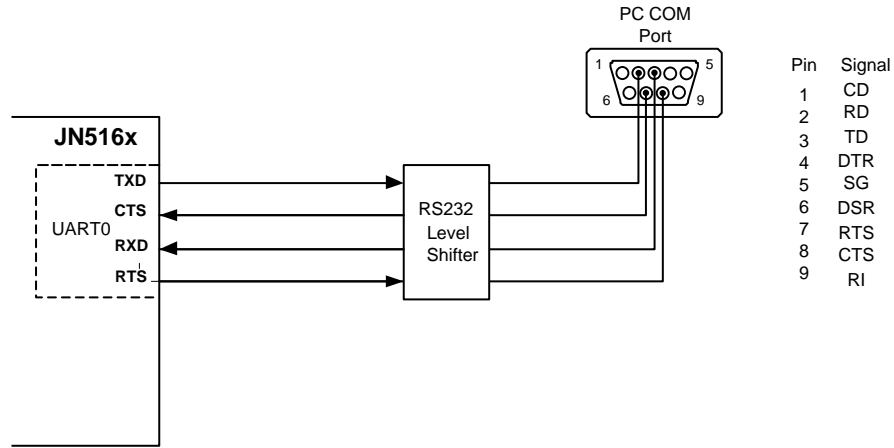 PC COM
Port
1 5
6 9
Pin Signal
1 CD
2 RD
3 TD
4 DTR
5 SG
6 DSR
7 RTS
8 CTS
9 RI
JN516x
UART0
TXD
CTS
RXD
RTS
RS232
Level
Shifter